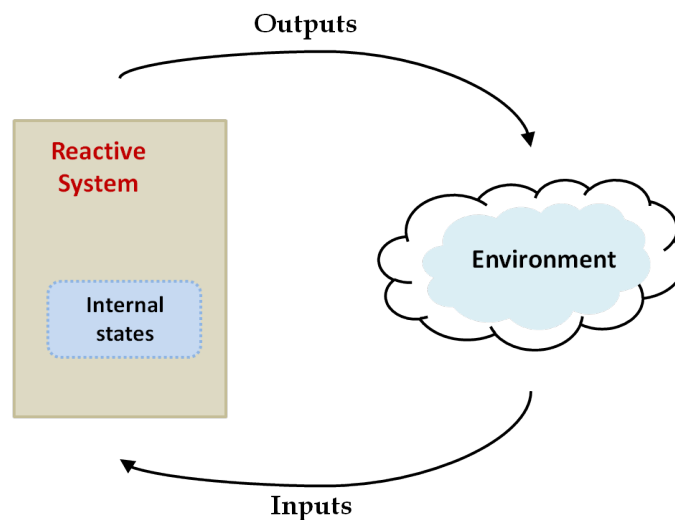 Outputs
Reactive
System
Environment
Internal
states
Inputs